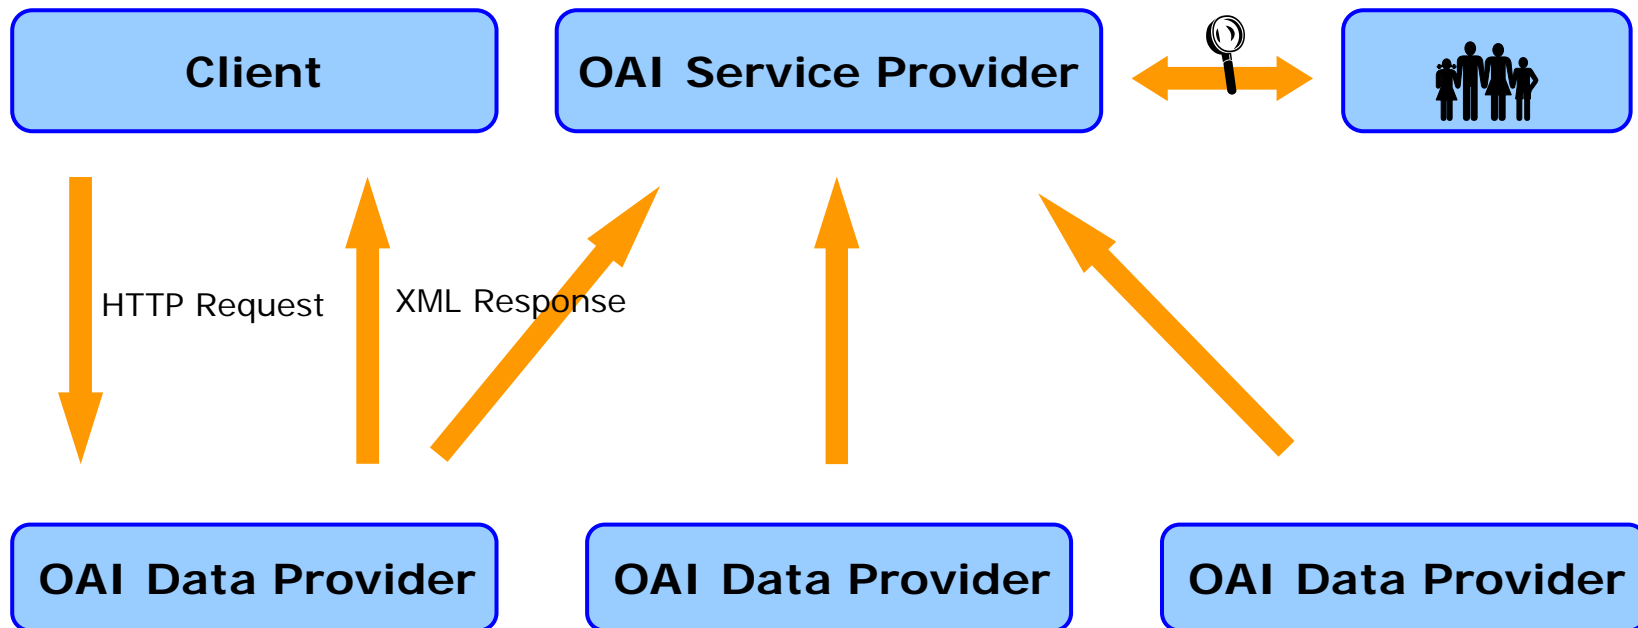 Client
OAI Service Provider
HTTP Request
XML Response
OAI Data Provider
OAI Data Provider
OAI Data Provider